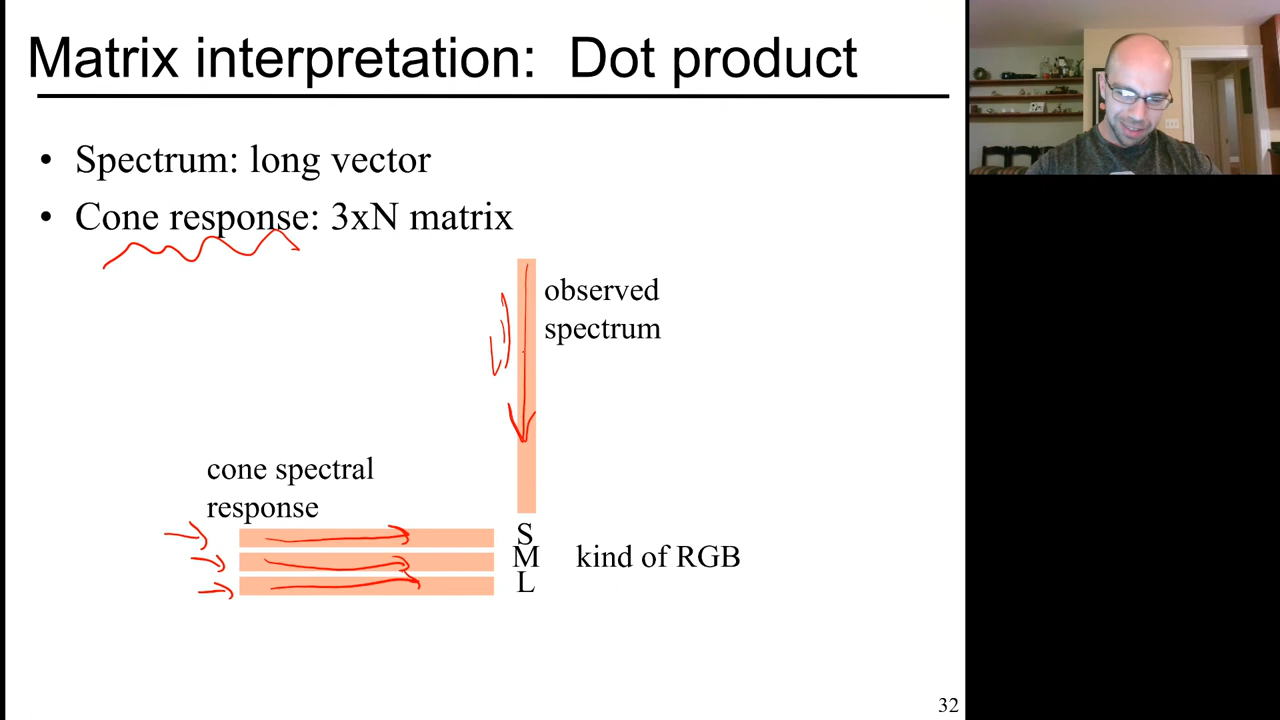 Matrix interpretation: Dot product
• Spectrum: long vector
• Cone response: 3xN matrix
observed
spectrum
cone spectral
response
S
M kind of RGB
L
32